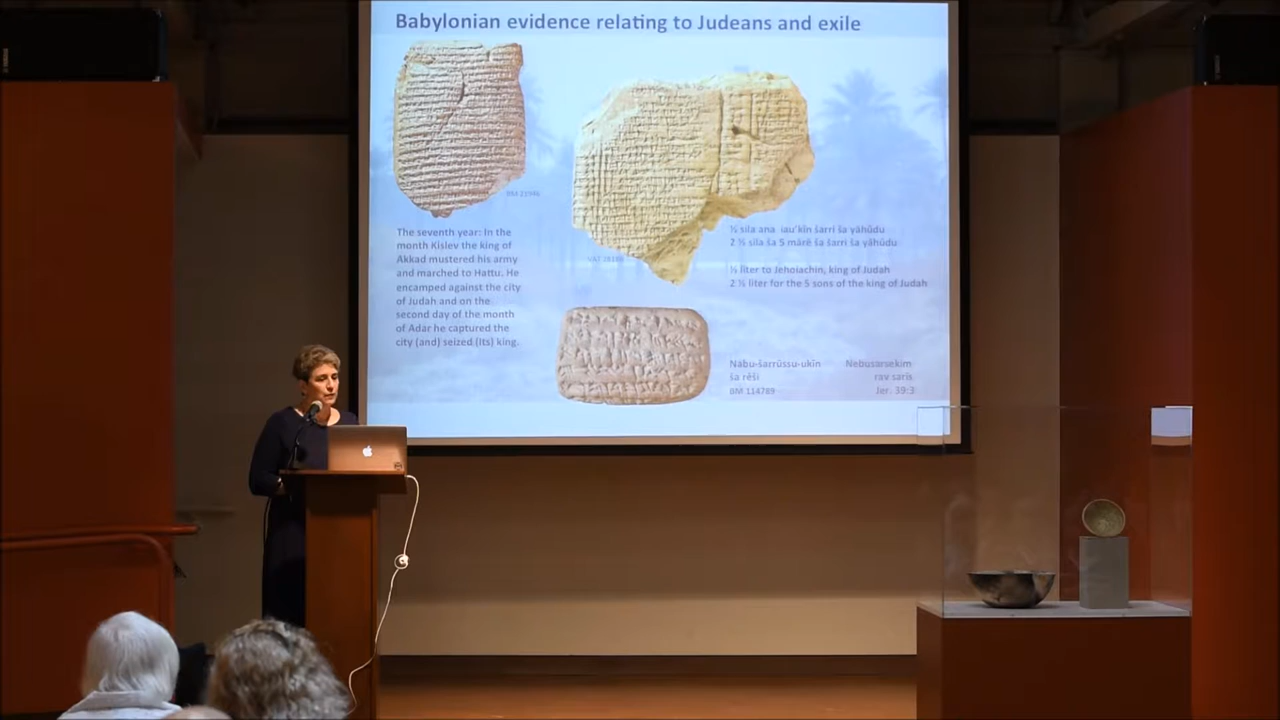 Babylonian evidence relating to Judeans and exile
BM 21946
The seventh year: In the
month Kislev the king of
Akkad mustered his army
and marched to Hattu. He
encamped against the city
of Judah and on the
second day of the month
of Adar he captured the
city (and) seized (its) king.
½ sila ana iau'kīn šarri ša yāhūdu
2 ½ sila ša 5 mārē ša šarri ša yāhūdu
½ liter to Jehoiachin, king of Judah
2 ½ liter for the 5 sons of the king of Judah
Nabu-šarrūssu-ukīn
ša rēši
BM 114789
Nebusarsekim
rav saris
Jer. 39:3